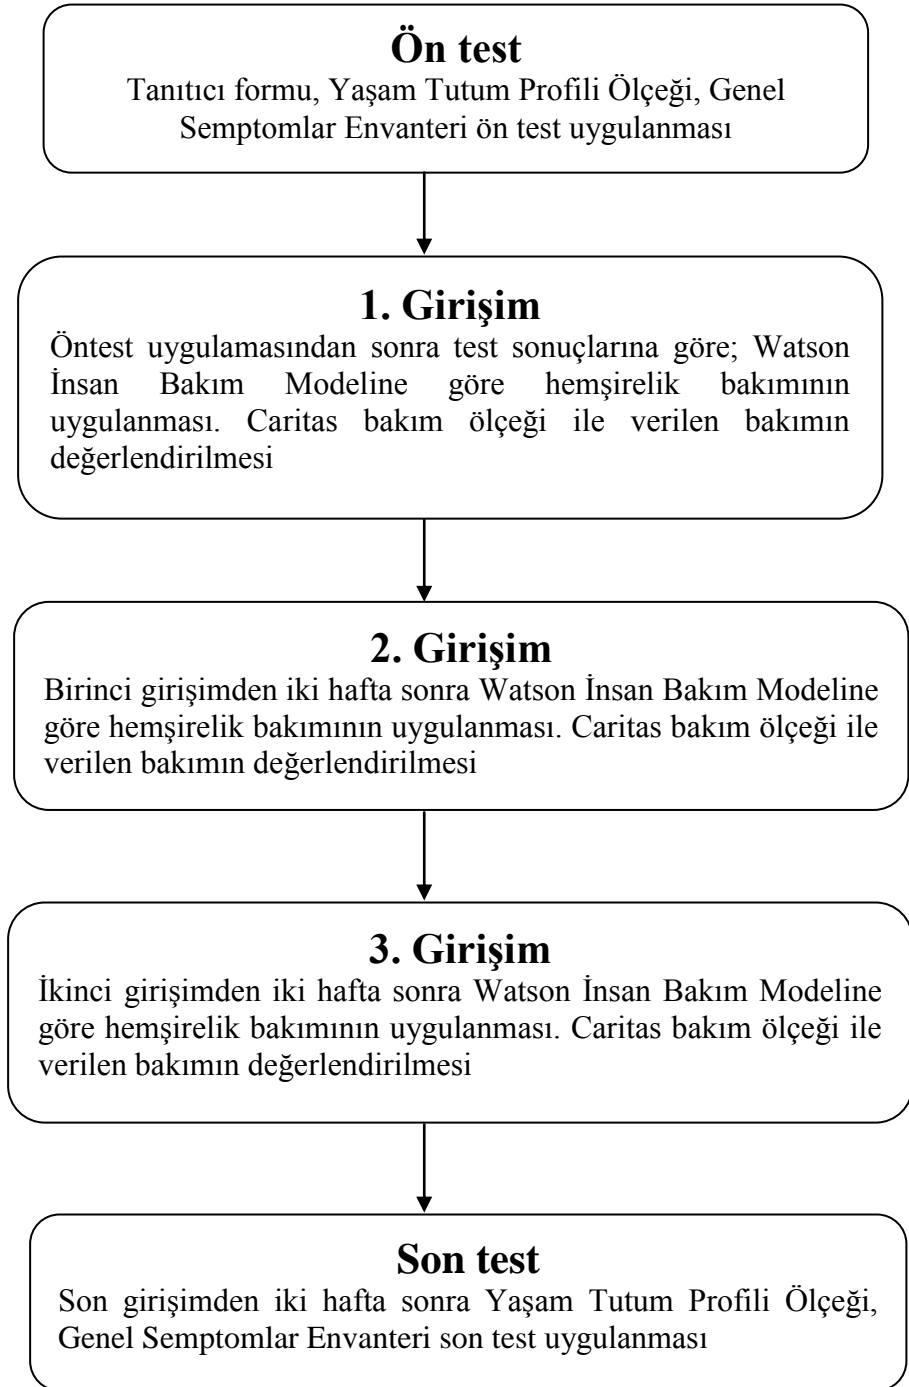 Ön test
Tanıtıcı formu, Yaşam Tutum Profili Ölçeği, Genel
Semptomlar Envanteri ön test uygulanması
1. Girişim
Öntest uygulamasından sonra test sonuçlarına göre; Watson
İnsan Bakım Modeline göre hemşirelik bakımının
uygulanması. Caritas bakım ölçeği ile verilen bakımın
değerlendirilmesi
2. Girişim
Birinci girişimden iki hafta sonra Watson İnsan Bakım Modeline
göre hemşirelik bakımının uygulanması. Caritas bakım ölçeği ile
verilen bakımın değerlendirilmesi
3. Girişim
İkinci girişimden iki hafta sonra Watson İnsan Bakım Modeline
göre hemşirelik bakımının uygulanması. Caritas bakım ölçeği ile
verilen bakımın değerlendirilmesi
Son test
Son girişimden iki hafta sonra Yaşam Tutum Profili Ölçeği,
Genel Semptomlar Envanteri son test uygulanması